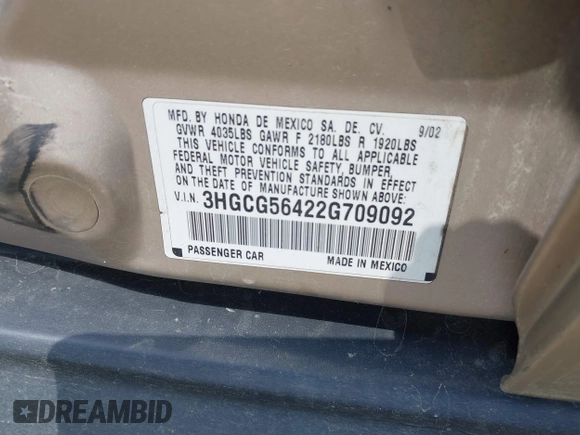 MFD. BY HONDA DE MEXICO SA. DE. CV. 9/02
GVWR 4035LBS GAWR F 2180LBS R 1920LBS
THIS VEHICLE CONFORMS TO ALL APPLICABLE
FEDERAL MOTOR VEHICLE SAFETY, BUMPER,
AND THEFT PREVENTION STANDARDS IN EFFECT
ON THE DATE OF MANUFACTURE SHOWN ABOVE:
V.I.N. 3HGCG56422G709092
PASSENGER CAR MADE IN MEXICO
DREAMBID